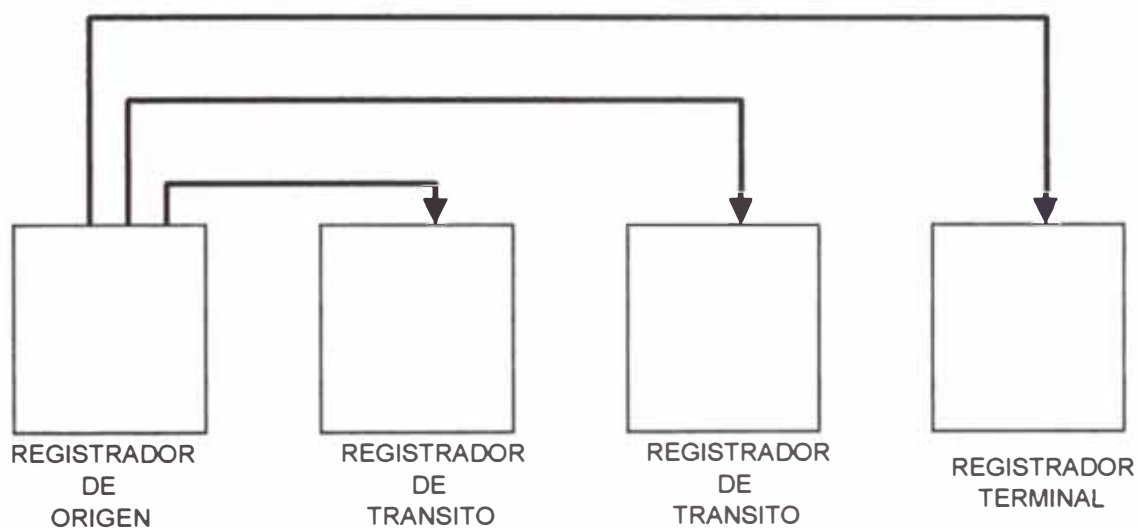 REGISTRADOR
DE
ORIGEN
REGISTRADOR
DE
TRANSITO
REGISTRADOR
DE
TRANSITO
REGISTRADOR
TERMINAL